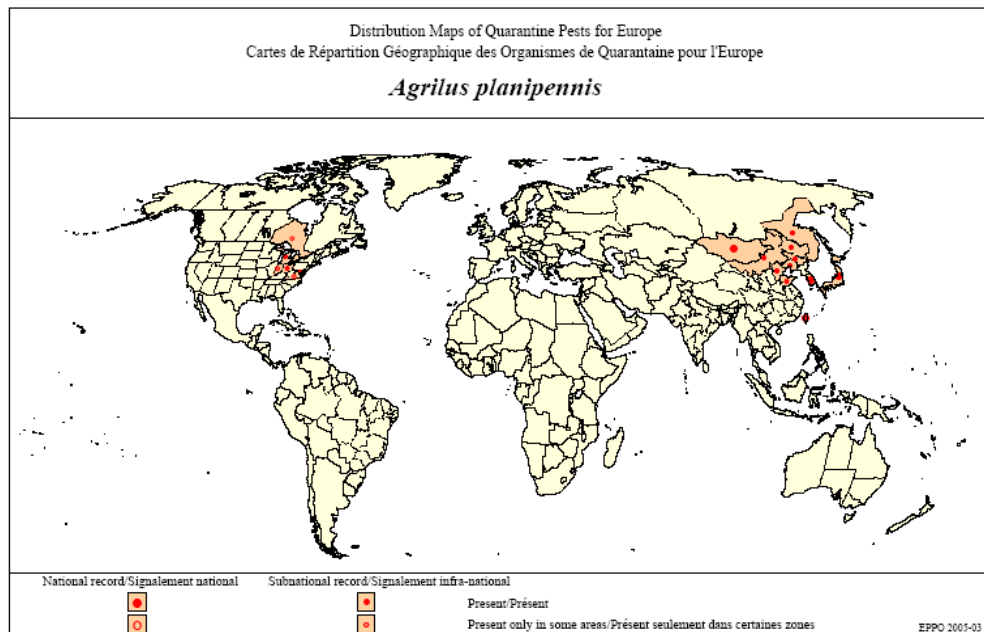 Distribution Maps of Quarantine Pests for Europe
Cartes de Répartition Géographique des Organismes de Quarantaine pour l'Europe
Agrilus planipennis
National record/Signalement national
Subnational record/Signalement infra-national
Present/Présent
Present only in some areas/Présent seulement dans certaines zones
EPPO 2005-03